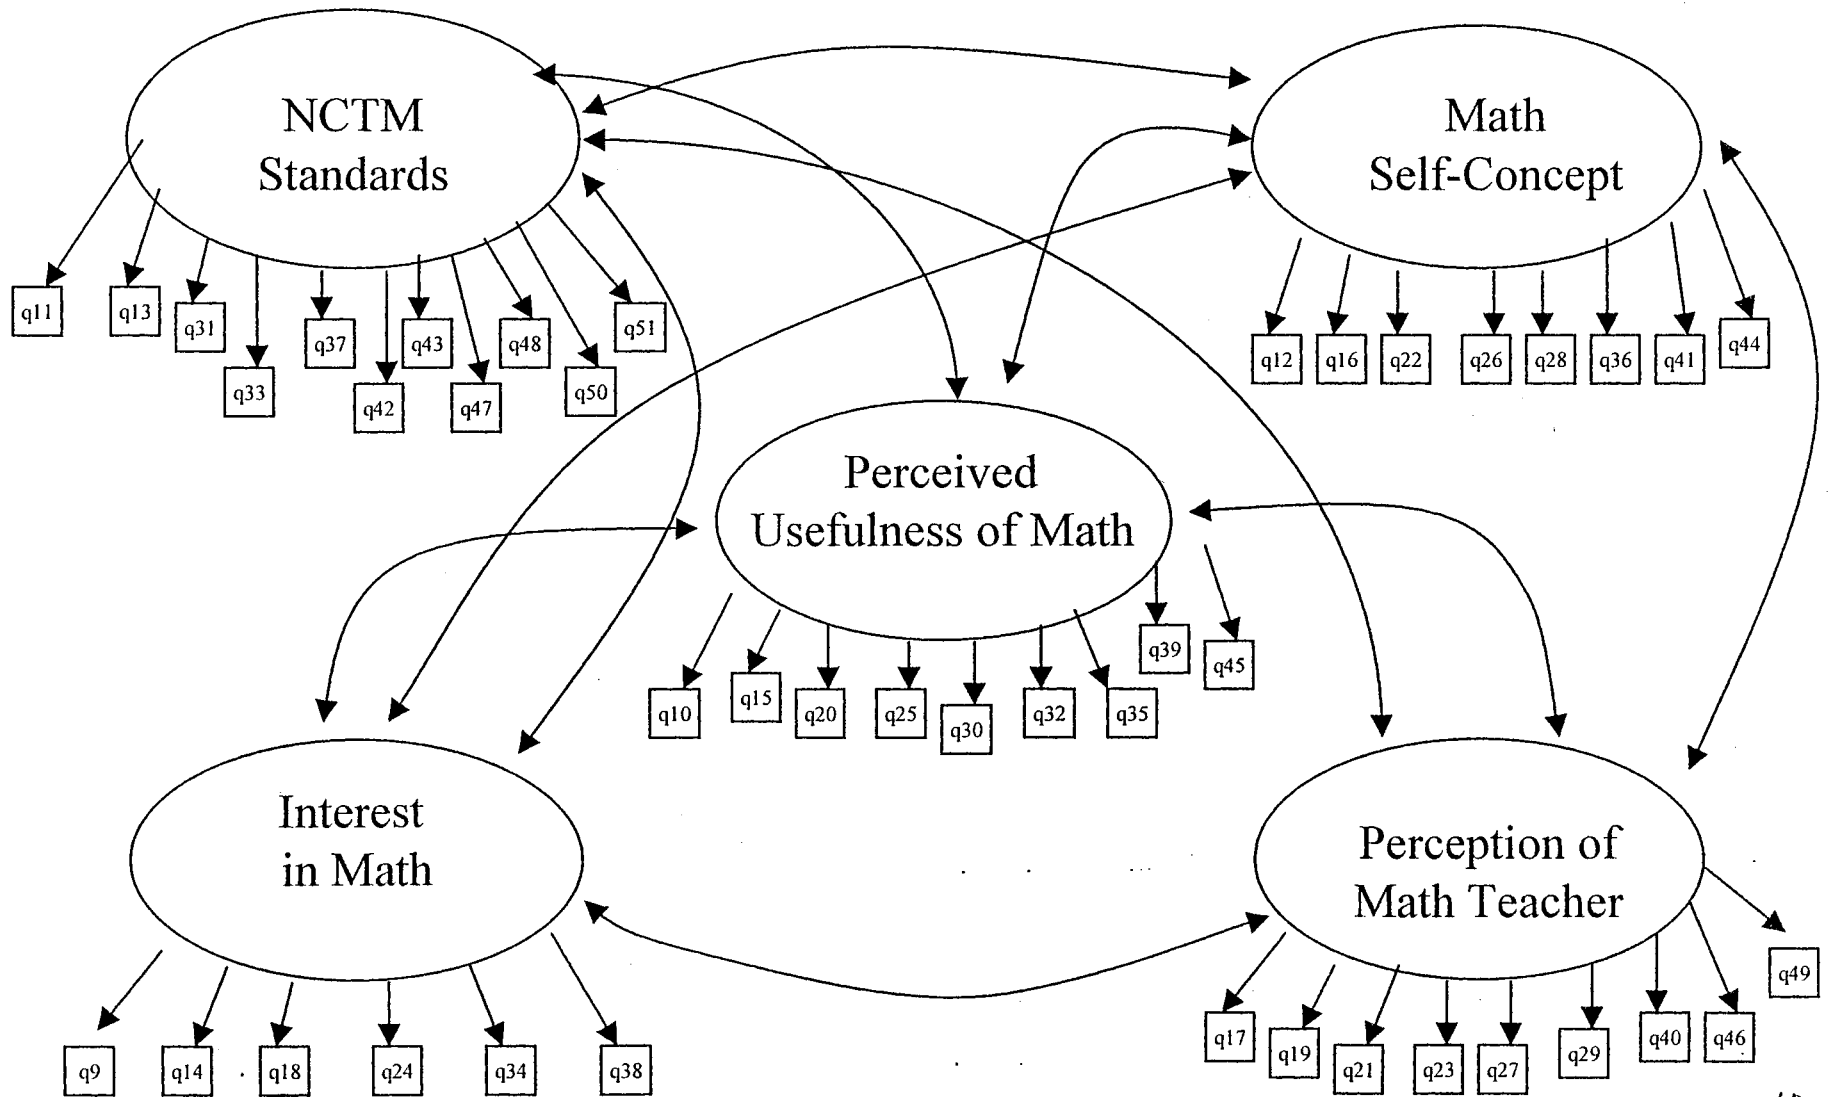 NCTM
Standards
Math
Self-Concept
q11
q13
q31
q33
q37
q42
q43
q47
q48
q50
q51
q12
q16
q22
q26
q28
q36
q41
q44
Perceived
Usefulness of Math
q10
q15
q20
q25
q30
q32
q35
q39
q45
Interest
in Math
q9
q14
q18
q24
q34
q38
Perception of
Math Teacher
q17
q19
q21
q23
q27
q29
q40
q46
q49